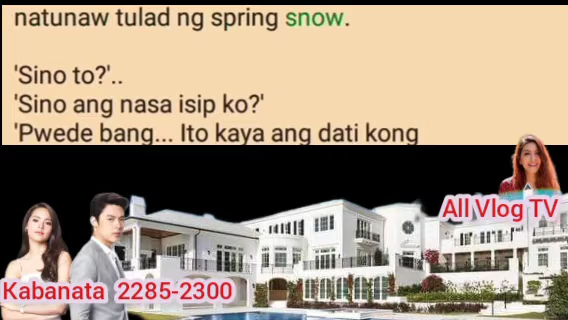 natunaw tulad ng spring snow.
'Sino to?'..
'Sino ang nasa isip ko?'
'Pwede bang... Ito kaya ang dati kong
All Vlog TV
Kabanata 2285-2300